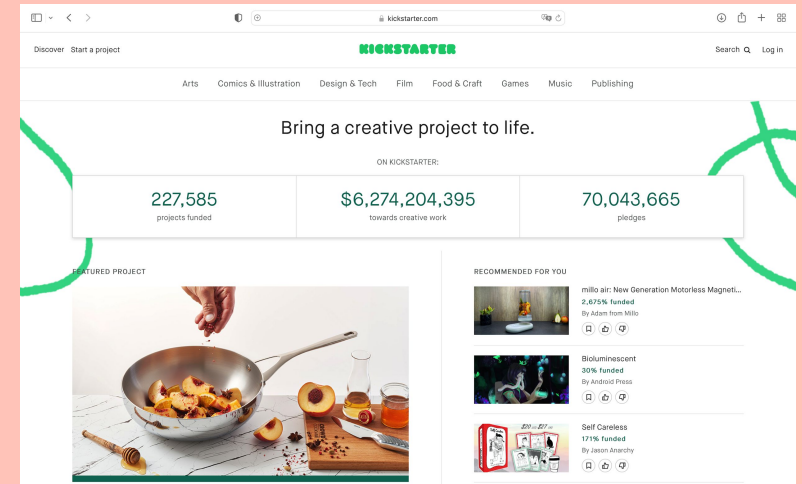 kickstarter.com
Discover Start a project
KICKSTARTER
Search Log in
Arts Comics & Illustration Design & Tech Film Food & Craft Games Music Publishing
Bring a creative project to life.
ON KICKSTARTER:
227,585
projects funded
$6,274,204,395
towards creative work
70,043,665
pledges
FEATURED PROJECT
RECOMMENDED FOR YOU
millo air: New Generation Motorless Magneti...
2,675% funded
By Adam from Millo
Bioluminescent
30% funded
By Android Press
Self Careless
171% funded
By Jason Anarchy